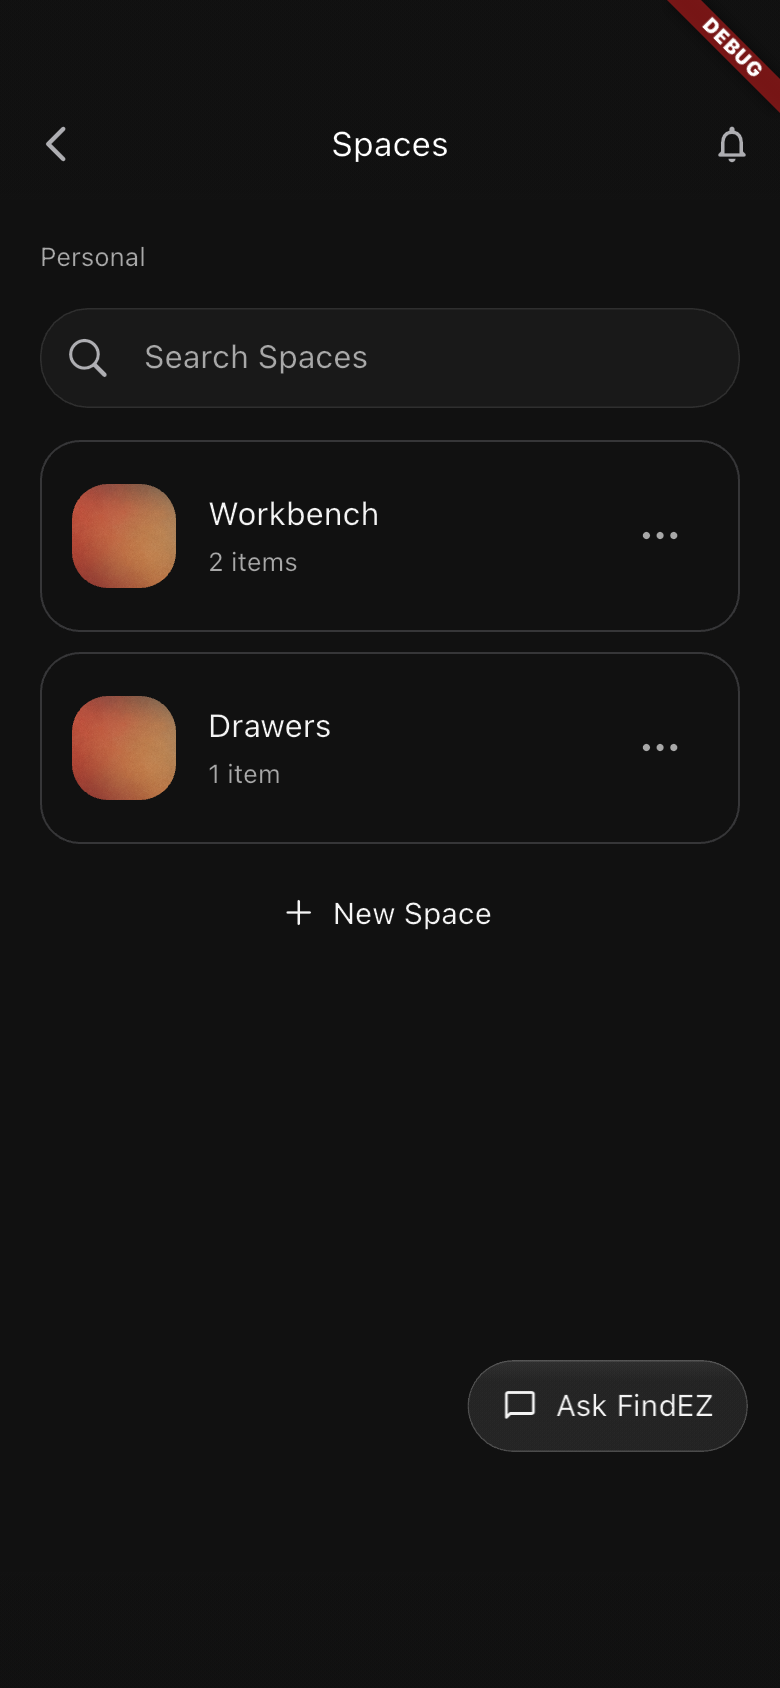 DEBUG
Spaces
Personal
Search Spaces
Workbench
2 items
Drawers
1 item
New Space
Ask FindEZ